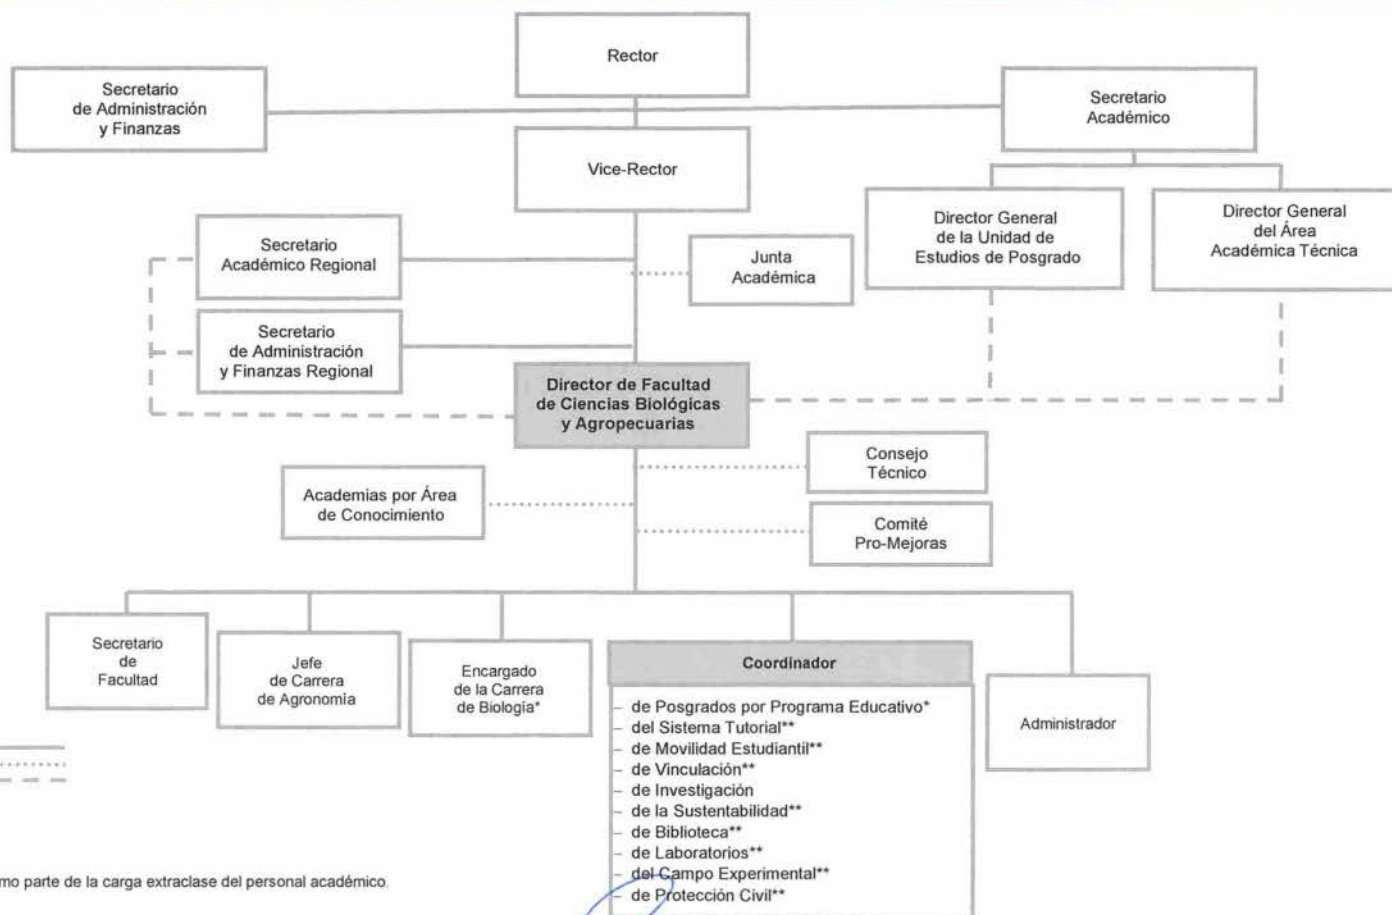 Rector
Secretario
de Administración
y Finanzas
Secretario
Académico
Vice-Rector
Director General
de la Unidad de
Estudios de Posgrado
Director General
del Área
Académica Técnica
Secretario
Académico Regional
Junta
Académica
Secretario
de Administración
y Finanzas Regional
Director de Facultad
de Ciencias Biológicas
y Agropecuarias
Consejo
Técnico
Academias por Área
de Conocimiento
Comité
Pro-Mejoras
Secretario
de
Facultad
Jefe
de Carrera
de Agronomía
Encargado
de la Carrera
de Biología*
Coordinador
– de Posgrados por Programa Educativo*
– del Sistema Tutorial**
– de Movilidad Estudiantil**
– de Vinculación**
– de Investigación
– de la Sustentabilidad**
– de Biblioteca**
– de Laboratorios**
– del Campo Experimental**
– de Protección Civil**
Administrador
mo parte de la carga extraclase del personal académico.